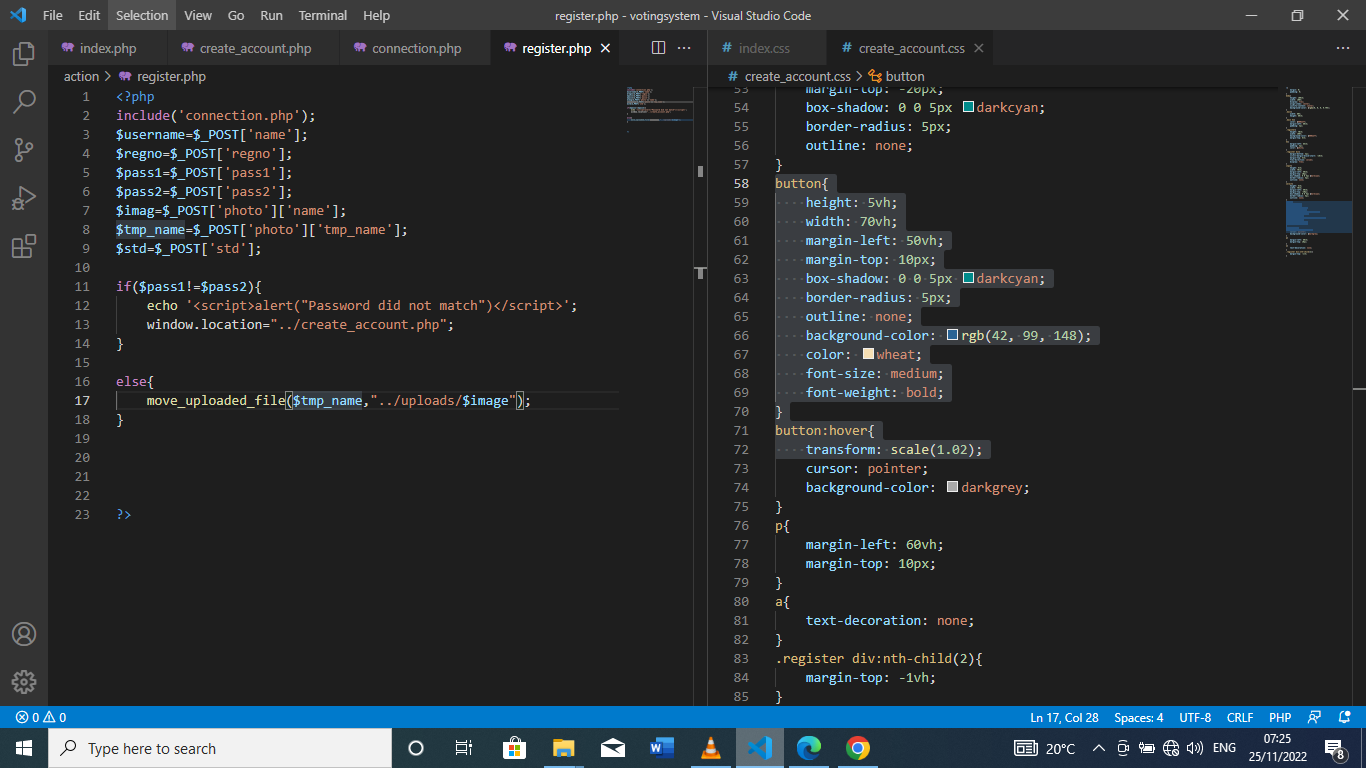 File Edit Selection View Go Run Terminal Help register.php - votingsystem - Visual Studio Code
index.php create_account.php connection.php register.php
action > register.php
1 <?php
2 include('connection.php');
3 $username=$_POST['name'];
4 $regno=$_POST['regno'];
5 $pass1=$_POST['pass1'];
6 $pass2=$_POST['pass2'];
7 $imag=$_POST['photo']['name'];
8 $tmp_name=$_POST['photo']['tmp_name'];
9 $std=$_POST['std'];
10
11 if($pass1!=$pass2){
12 echo '<script>alert("Password did not match")</script>';
13 window.location="../create_account.php";
14 }
15
16 else{
17 move_uploaded_file($tmp_name,"../uploads/$image");
18 }
19
20
21
22
23 ?>
# index.css # create_account.css
# create_account.css > button
53 margin-top: -20px;
54 box-shadow: 0 0 5px darkcyan;
55 border-radius: 5px;
56 outline: none;
57 }
58 button{
59 height: 5vh;
60 width: 70vh;
61 margin-left: 50vh;
62 margin-top: 10px;
63 box-shadow: 0 0 5px darkcyan;
64 border-radius: 5px;
65 outline: none;
66 background-color: rgb(42, 99, 148);
67 color: wheat;
68 font-size: medium;
69 font-weight: bold;
70 }
71 button:hover{
72 transform: scale(1.02);
73 cursor: pointer;
74 background-color: darkgrey;
75 }
76 p{
77 margin-left: 60vh;
78 margin-top: 10px;
79 }
80 a{
81 text-decoration: none;
82 }
83 .register div:nth-child(2){
84 margin-top: -1vh;
85 }
0 0 Ln 17, Col 28 Spaces: 4 UTF-8 CRLF PHP
Type here to search 20°C ENG 07:25
25/11/2022 8